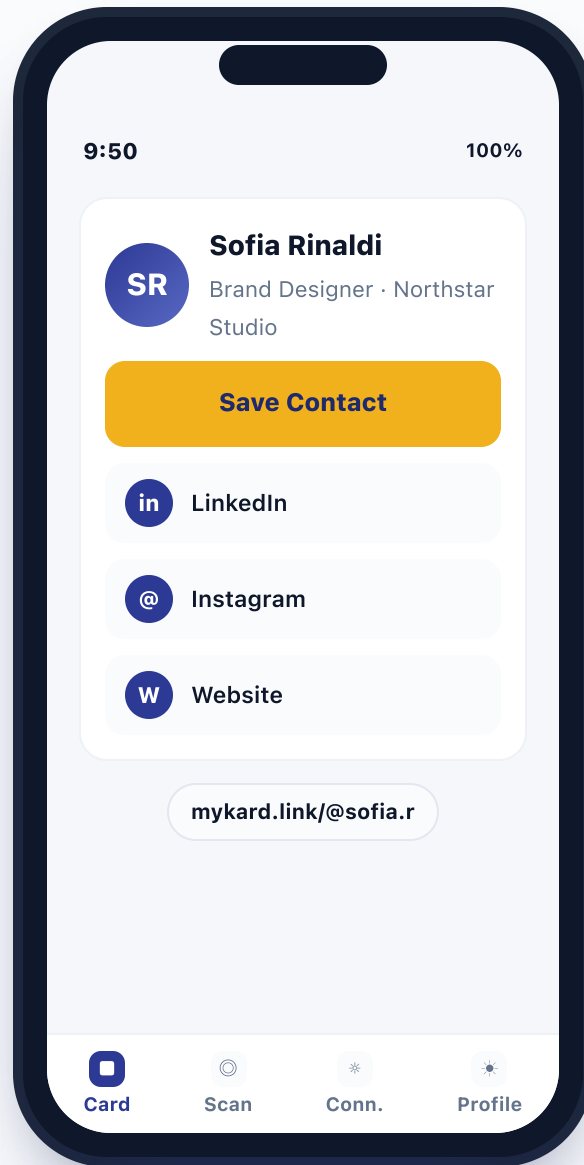 9:50
100%
SR
Sofia Rinaldi
Brand Designer · Northstar
Studio
Save Contact
in
LinkedIn
@
Instagram
W
Website
mykard.link/@sofia.r
Card
Scan
Conn.
Profile